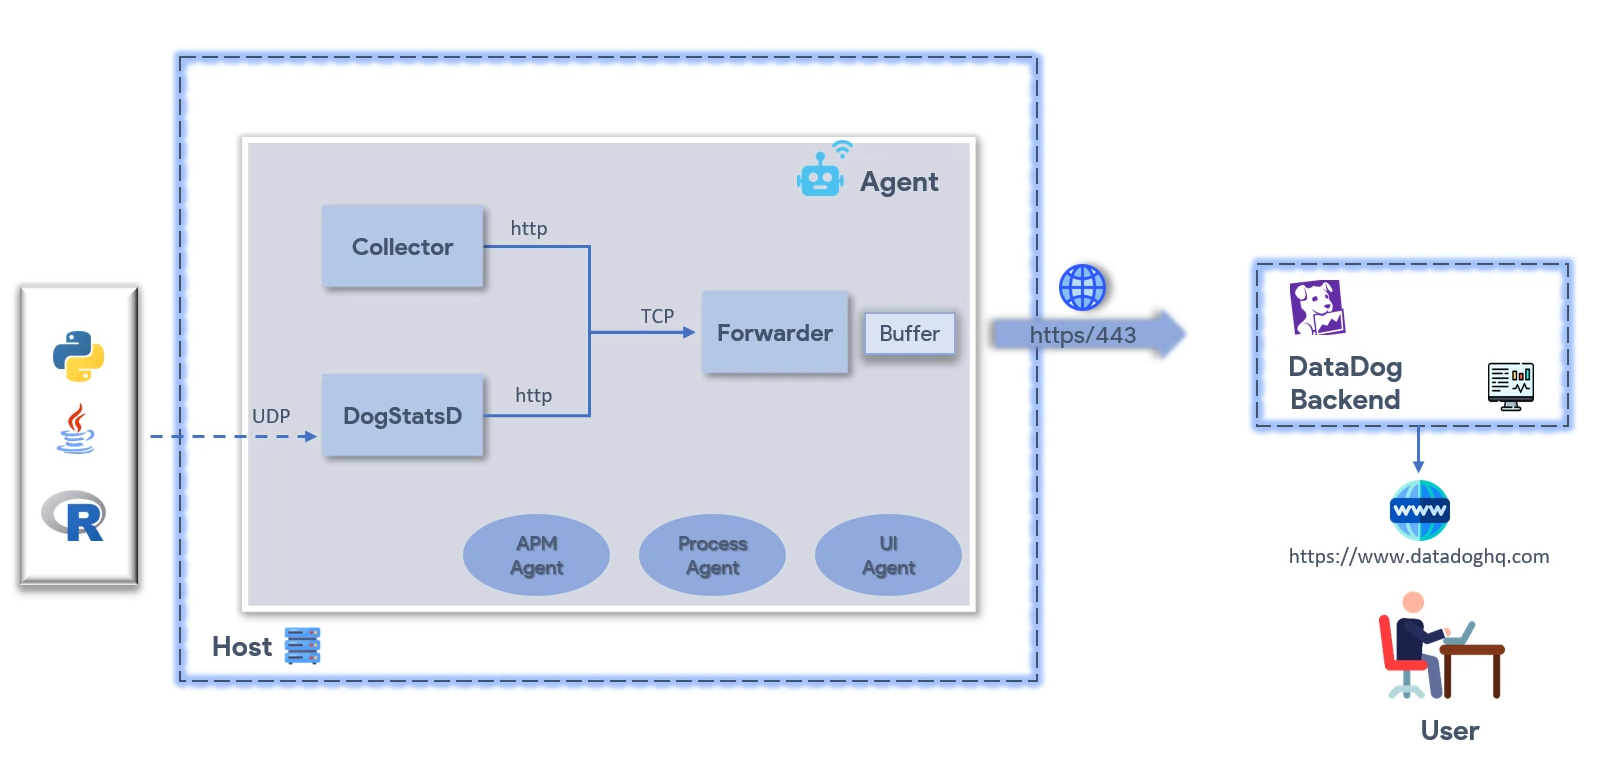 Agent
Collector
http
TCP
Forwarder
Buffer
https/443
UDP
DogStatsD
http
DataDog
Backend
APM
Agent
Process
Agent
UI
Agent
www
https://www.datadoghq.com
Host
User